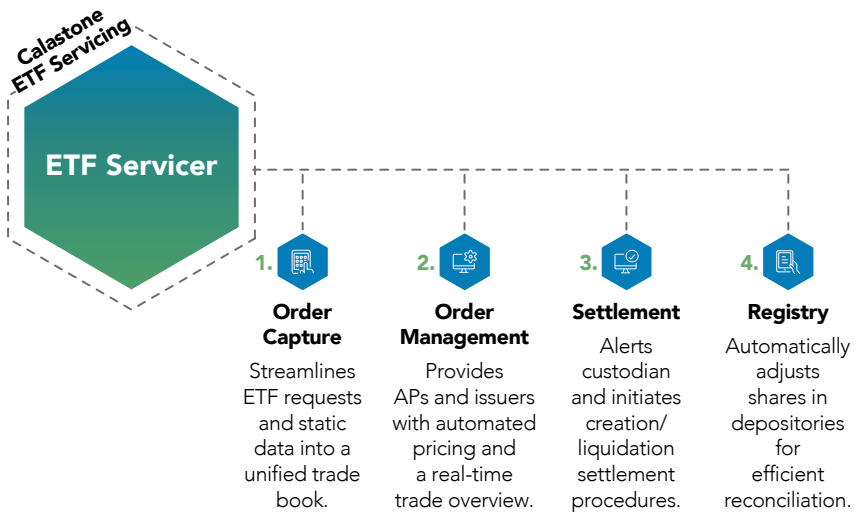 Calastone
ETF Servicing
ETF Servicer
1.
Order
Capture
Streamlines
ETF requests
and static
data into a
unified trade
book.
2.
Order
Management
Provides
APs and issuers
with automated
pricing and
a real-time
trade overview.
3.
Settlement
Alerts
custodian
and initiates
creation/
liquidation
settlement
procedures.
4.
Registry
Automatically
adjusts
shares in
depositories
for
efficient
reconciliation.